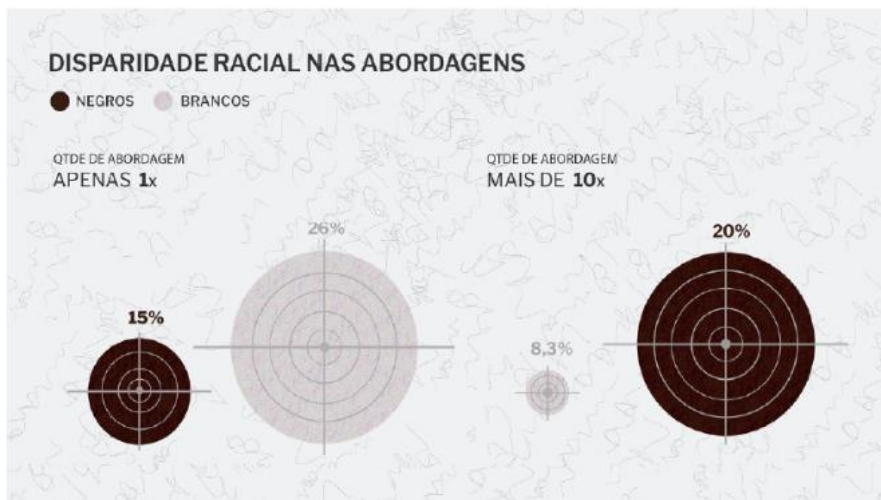 DISPARIDADE RACIAL NAS ABORDAGENS
NEGROS BRANCOS
QTDE DE ABORDAGEM
APENAS 1x
15%
26%
QTDE DE ABORDAGEM
MAIS DE 10x
8,3%
20%